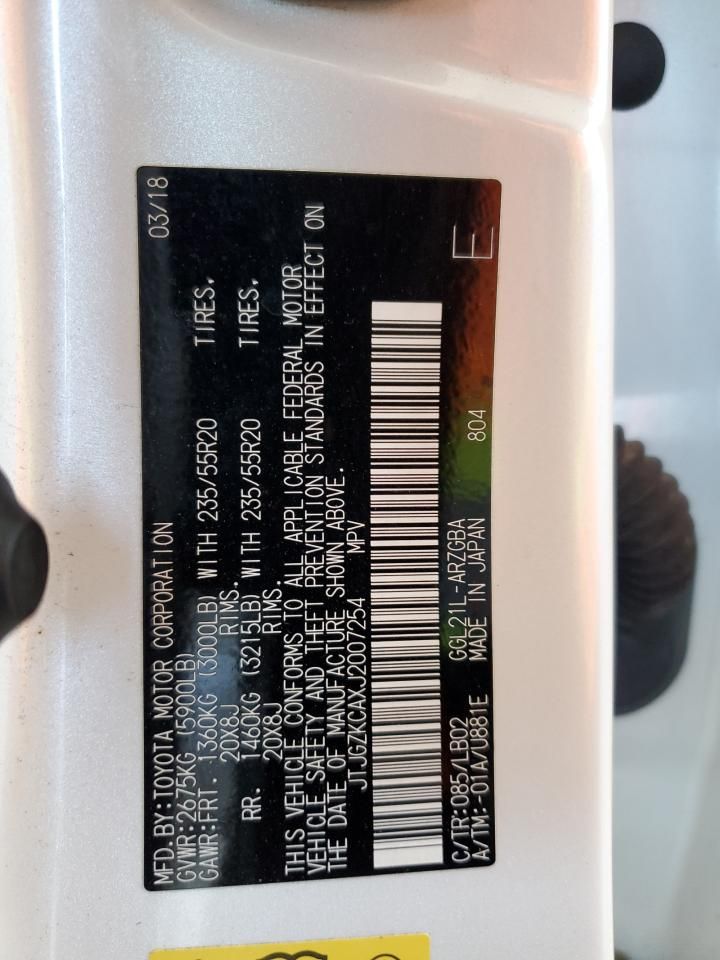 MFD.BY:TOYOTA MOTOR CORPORATION 03/18
GVWR:2675KG (5900LB)
GAWR:FRT. 1360KG (3000LB) WITH 235/55R20 TIRES,
20X8J RIMS.
RR. 1460KG (3215LB) WITH 235/55R20 TIRES,
20X8J RIMS.
THIS VEHICLE CONFORMS TO ALL APPLICABLE FEDERAL MOTOR
VEHICLE SAFETY AND THEFT PREVENTION STANDARDS IN EFFECT ON
THE DATE OF MANUFACTURE SHOWN ABOVE.
JTJGZKCAXJ2007254 MPV
C/TR:085/LB02 GGL21L-ARZGBA
A/TM:-01A/U881E MADE IN JAPAN 804 E